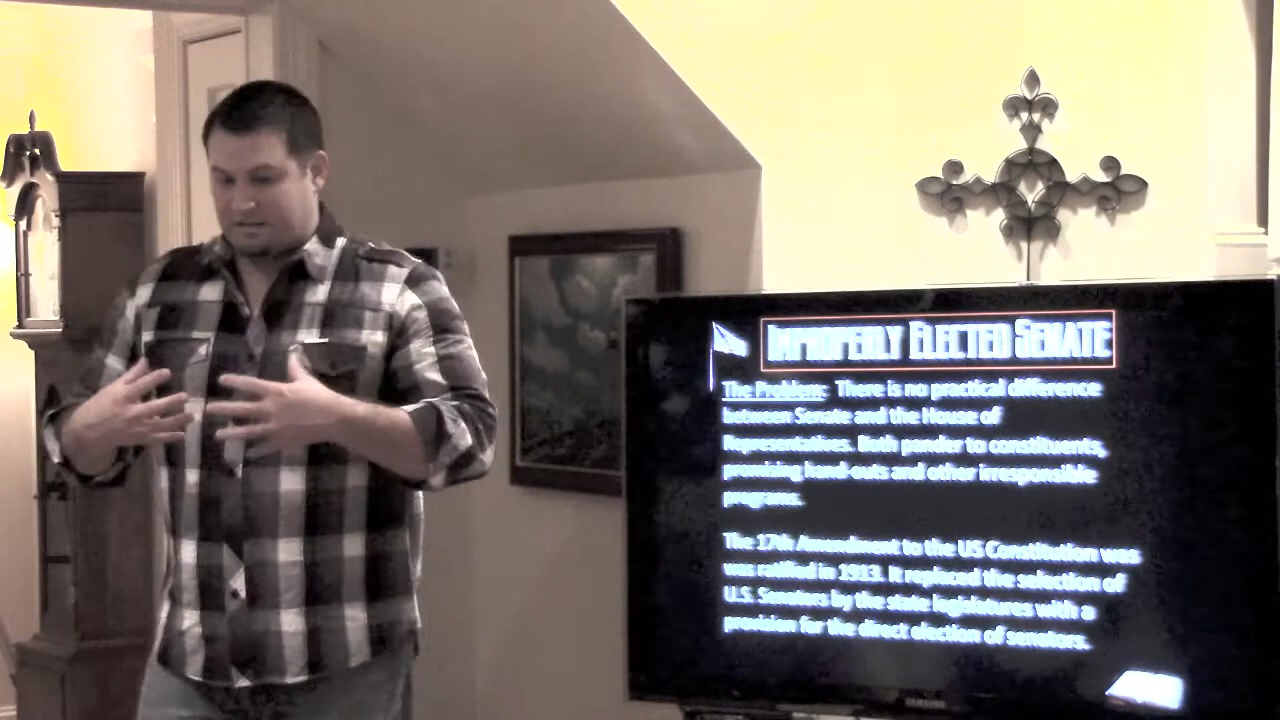 IMPROPERLY ELECTED SENATE
The Problem: There is no practical difference
between Senate and the House of
Representatives. Both pander to constituents,
promising hand-outs and other irresponsible
programs.
The 17th Amendment to the US Constitution was
was ratified in 1913. It replaced the selection of
U.S. Senators by the state legislatures with a
provision for the direct election of senators.
SAMSUNG